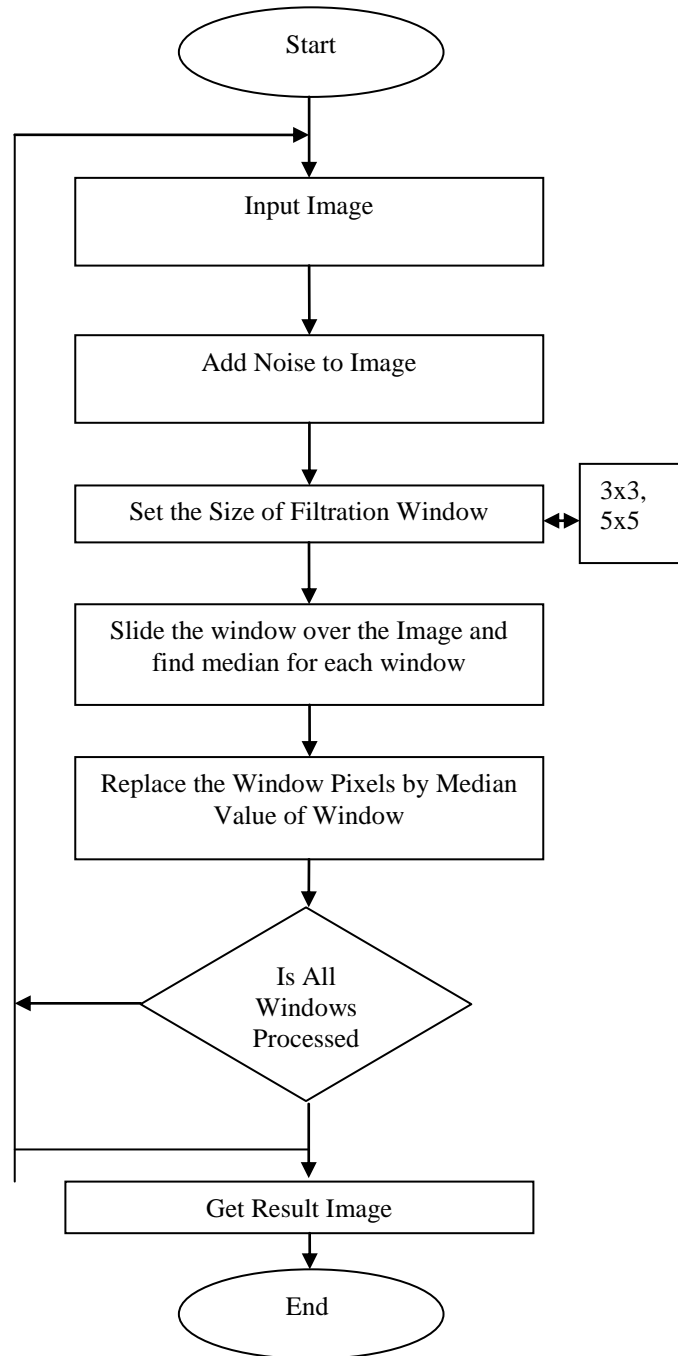 Start
Input Image
Add Noise to Image
Set the Size of Filtration Window
3x3,
5x5
Slide the window over the Image and
find median for each window
Replace the Window Pixels by Median
Value of Window
Is All
Windows
Processed
Get Result Image
End